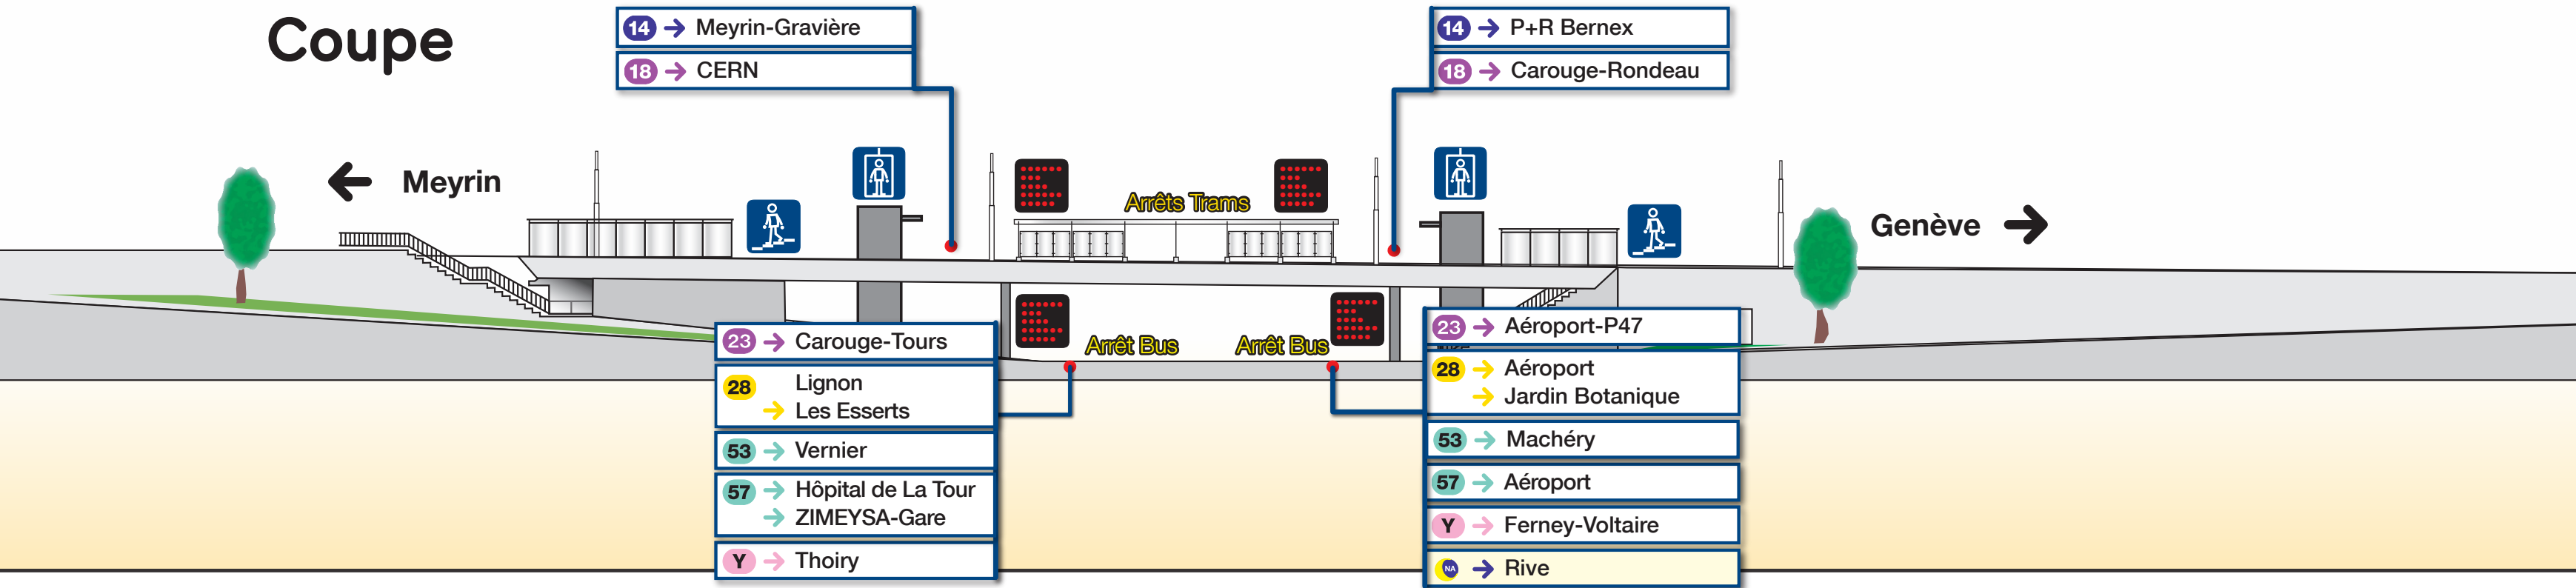 Coupe
14 → Meyrin-Gravière
18 → CERN
14 → P+R Bernex
18 → Carouge-Rondeau
← Meyrin
Arrêts Trams
Genève →
Arrêt Bus
Arrêt Bus
23 → Carouge-Tours
28 Lignon
→ Les Esserts
53 → Vernier
57 → Hôpital de La Tour
→ ZIMEYSA-Gare
Y → Thoiry
23 → Aéroport-P47
28 → Aéroport
→ Jardin Botanique
53 → Machéry
57 → Aéroport
Y → Ferney-Voltaire
NA → Rive